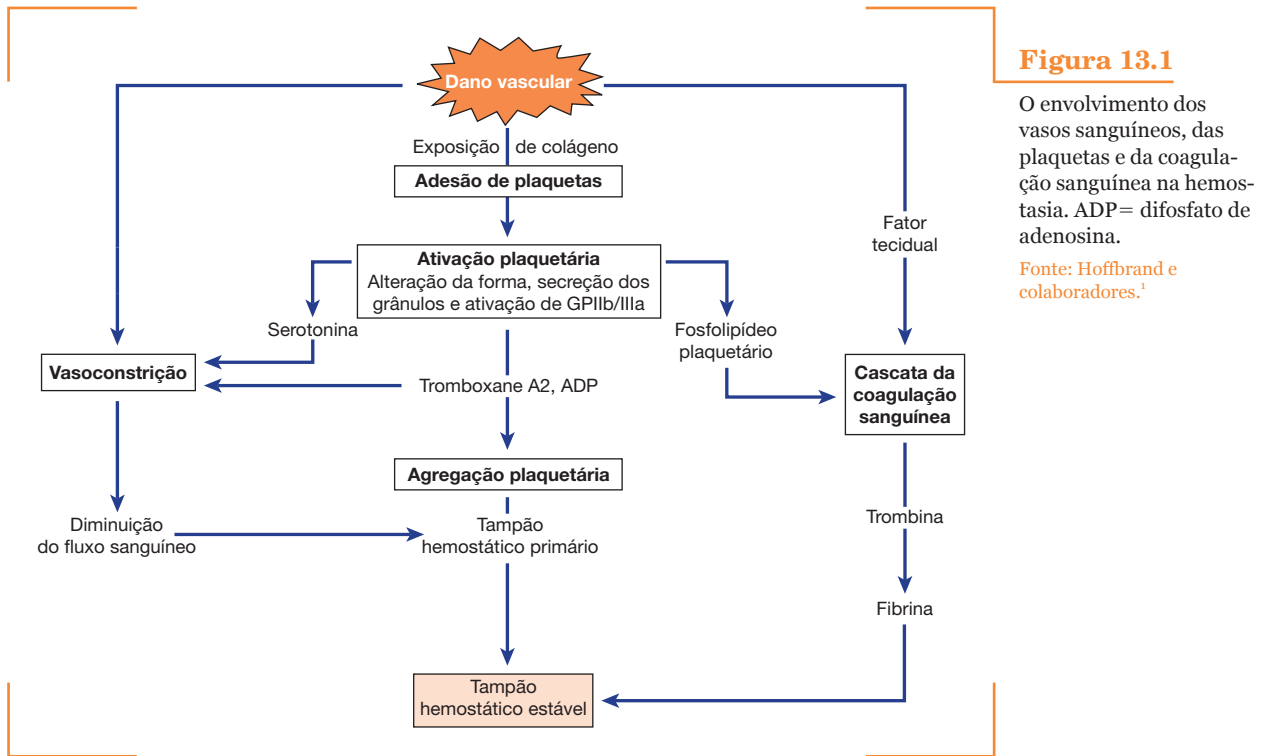 Dano vascular
Exposição de colágeno
Adesão de plaquetas
Fator
tecidual
Ativação plaquetária
Alteração da forma, secreção dos
grânulos e ativação de GPIIb/IIIa
Serotonina
Fosfolipídeo
plaquetário
Vasoconstrição
Tromboxane A2, ADP
Cascata da
coagulação
sanguínea
Agregação plaquetária
Diminuição
do fluxo sanguíneo
Tampão
hemostático primário
Trombina
Fibrina
Tampão
hemostático estável
Figura 13.1
O envolvimento dos
vasos sanguíneos, das
plaquetas e da coagula-
ção sanguínea na hemos-
tasia. ADP= difosfato de
adenosina.
Fonte: Hoffbrand e
colaboradores.¹